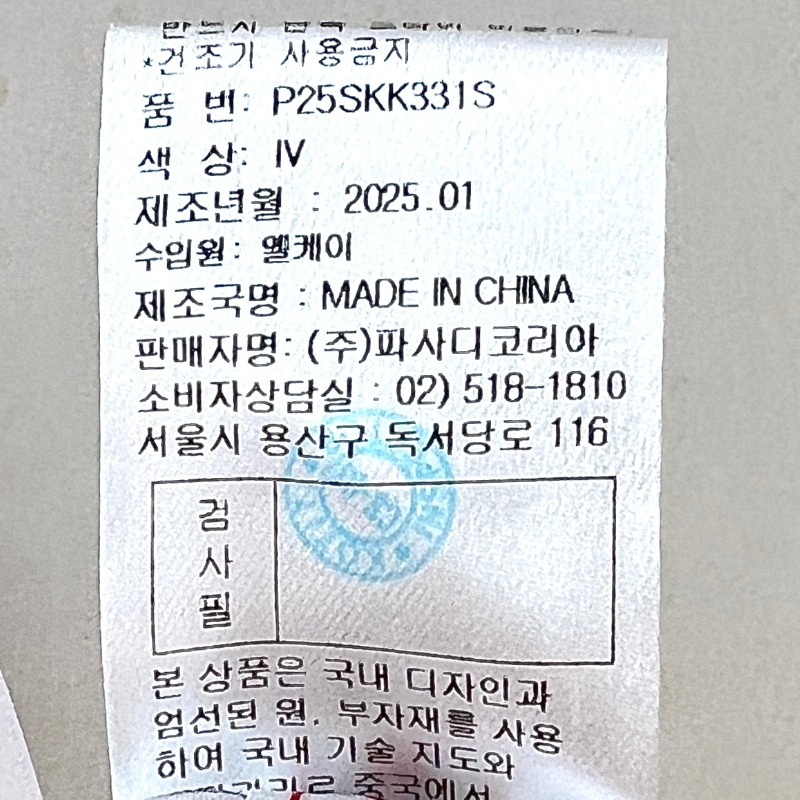 *건조기 사용금지
품 번: P25SKK331S
색 상: IV
제조년월 : 2025.01
수입원: 엘케이
제조국명 : MADE IN CHINA
판매자명: (주)파사디코리아
소비자상담실 : 02) 518-1810
서울시 용산구 독서당로 116
검
사
필
본 상품은 국내 디자인과
엄선된 원. 부자재를 사용
하여 국내 기술 지도와
중국에서